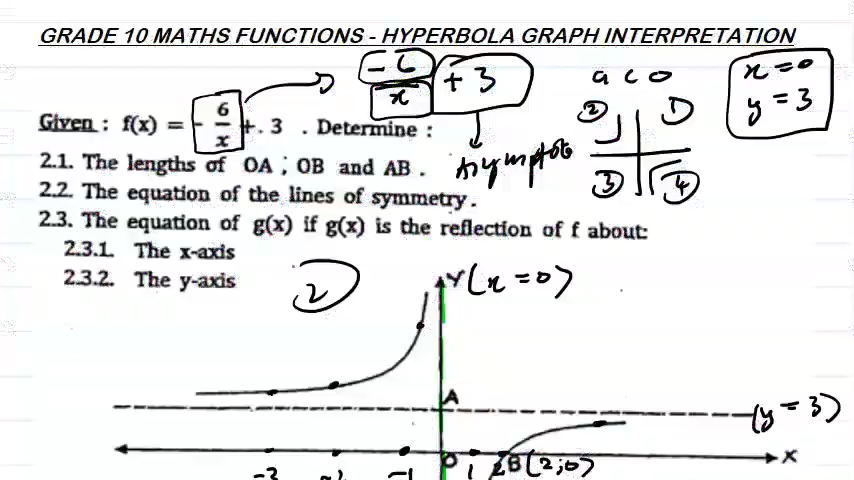 GRADE 10 MATHS FUNCTIONS - HYPERBOLA GRAPH INTERPRETATION
-6/x + 3
a < 0
x = 0
y = 3
2 1
3 4
Asymptote
Given : f(x) = - 6/x + . 3 . Determine :
2.1. The lengths of OA ; OB and AB .
2.2. The equation of the lines of symmetry.
2.3. The equation of g(x) if g(x) is the reflection of f about:
2.3.1. The x-axis
2.3.2. The y-axis
2
Y (x = 0)
A
(y = 3)
O 1 2 B (2;0) X
-3 -2 -1